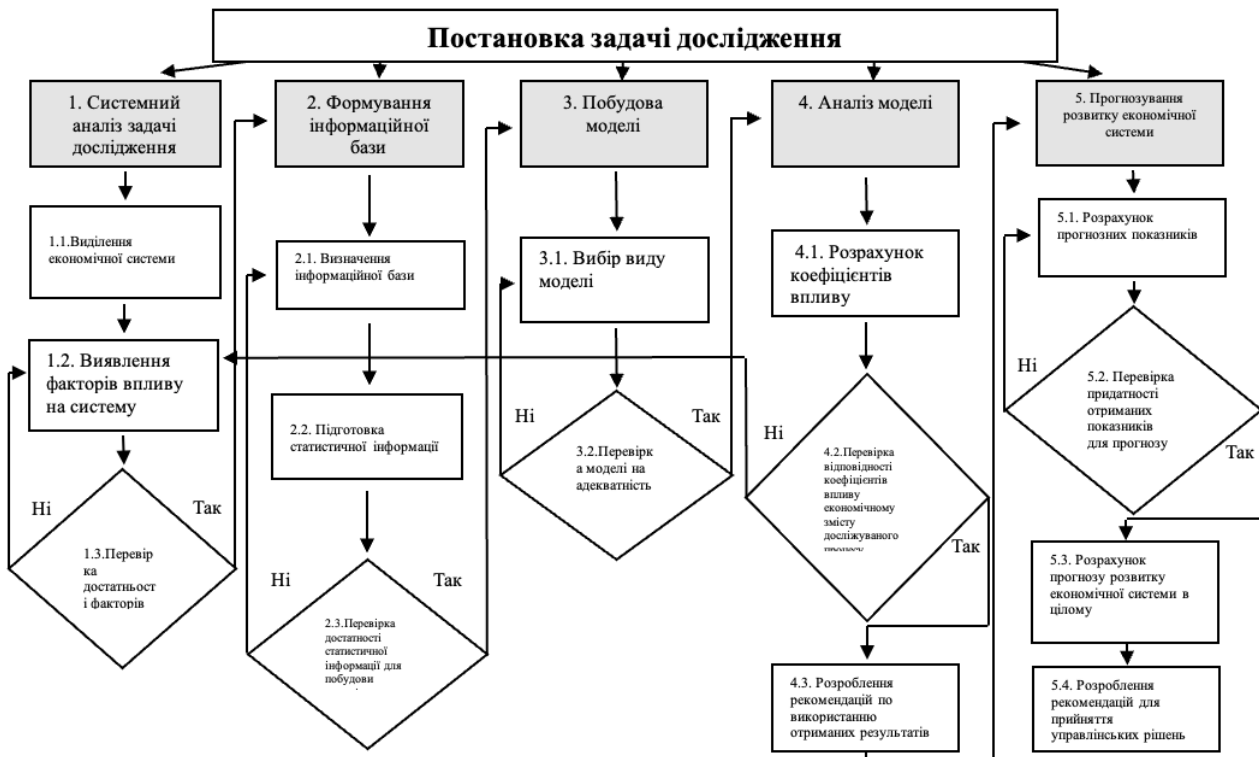 Постановка задачі дослідження
1. Системний
аналіз задачі
дослідження
1.1.Виділення
економічної системи
1.2. Виявлення
факторів впливу
на систему
Ні
Так
1.3.Перевір
ка
достатньост
і факторів
2. Формування
інформаційної
бази
2.1. Визначення
інформаційної бази
2.2. Підготовка
статистичної інформації
Ні
Так
2.3.Перевірка
достатності
статистичної
інформації для
побудови
3. Побудова
моделі
3.1. Вибір виду
моделі
Ні
Так
3.2.Перевірк
а моделі на
адекватність
4. Аналіз моделі
4.1. Розрахунок
коефіцієнтів
впливу
Ні
4.2.Перевірка
відповідності
коефіцієнтів
впливу
економічному
змісту
досліжуваного
процесу
Так
4.3. Розроблення
рекомендацій по
використанню
отриманих результатів
5. Прогнозування
розвитку економічної
системи
5.1. Розрахунок
прогнозних показників
Ні
5.2. Перевірка
придатності
отриманих
показників
для прогнозу
Так
5.3. Розрахунок
прогнозу розвитку
економічної системи в
цілому
5.4. Розроблення
рекомендацій для
прийняття
управлінських рішень